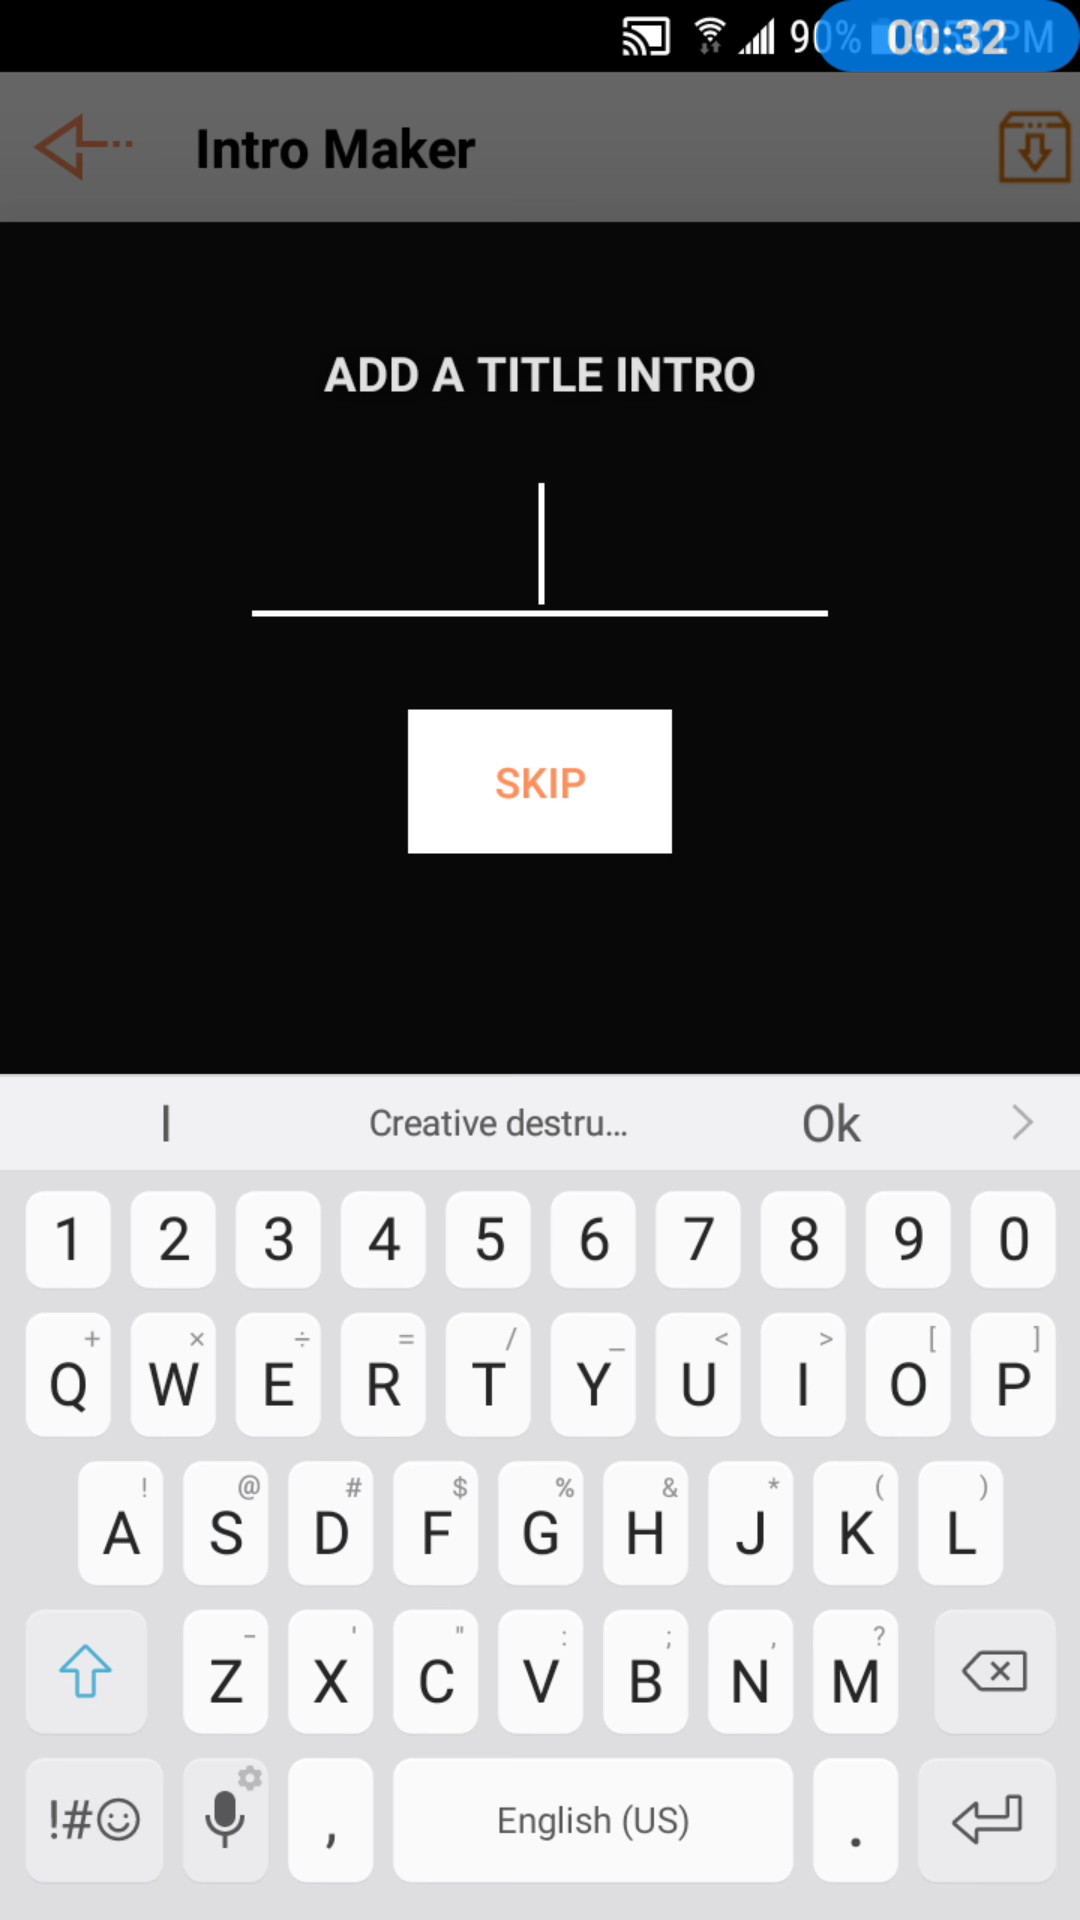 90% 00:32 PM
Intro Maker
ADD A TITLE INTRO
SKIP
I Creative destru... Ok
1 2 3 4 5 6 7 8 9 0
+ × ÷ = / _ < > [ ]
Q W E R T Y U I O P
! @ # $ % & * ( )
A S D F G H J K L
- ' " : ; , ?
Z X C V B N M
!#☺ , English (US) .